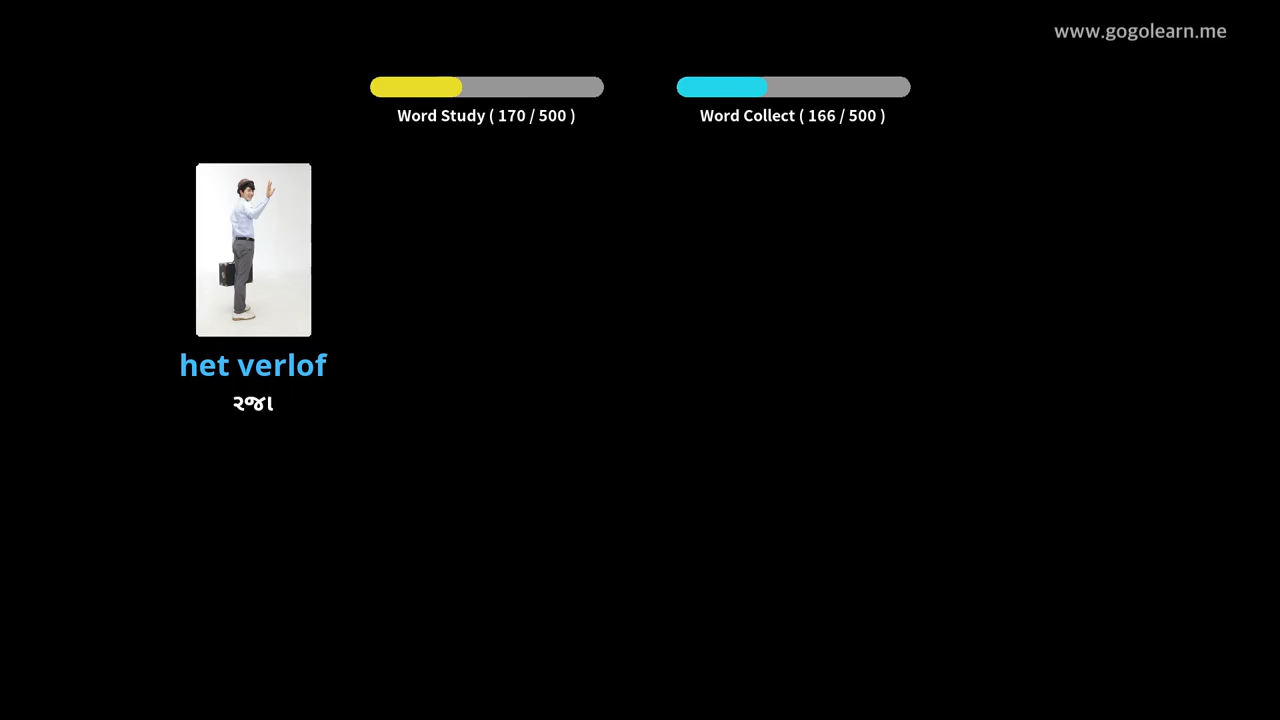 www.gogolearn.me
Word Study ( 170 / 500 )
Word Collect ( 166 / 500 )
het verlof
રજા